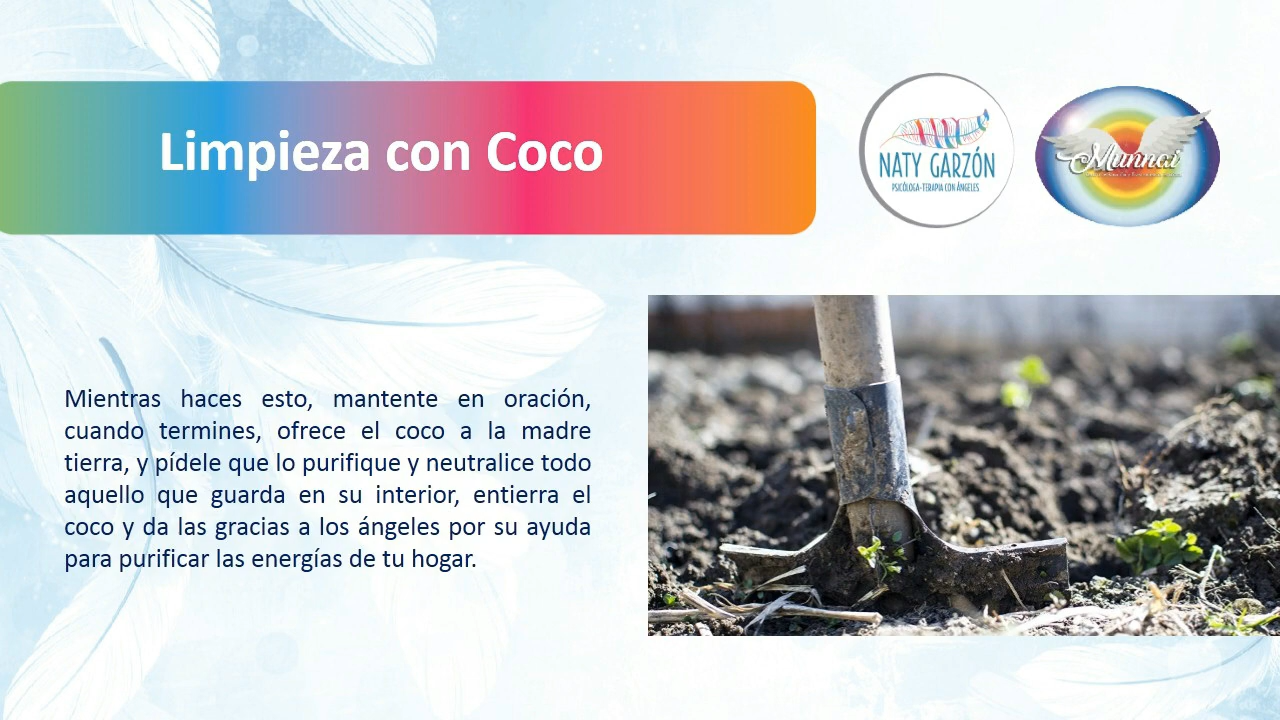 Limpieza con Coco
NATY GARZÓN
PSICÓLOGA-TERAPIA CON ÁNGELES
Munnai
Mientras haces esto, mantente en oración,
cuando termines, ofrece el coco a la madre
tierra, y pídele que lo purifique y neutralice todo
aquello que guarda en su interior, entierra el
coco y da las gracias a los ángeles por su ayuda
para purificar las energías de tu hogar.